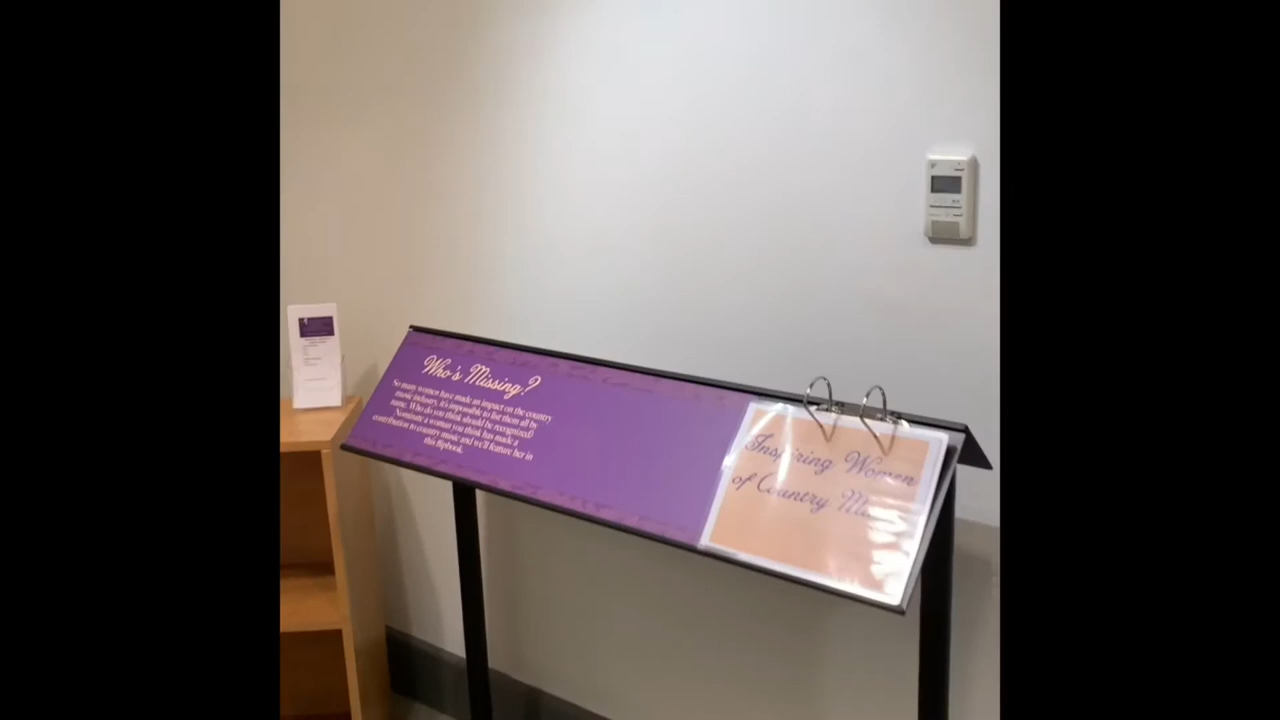 Who's Missing?
So many women have made an impact on the country
music industry, it's impossible to list them all by
name. Who do you think should be recognized?
Nominate a woman you think has made a
contribution to country music and we'll feature her in
this flipbook.
Inspiring Women
of Country